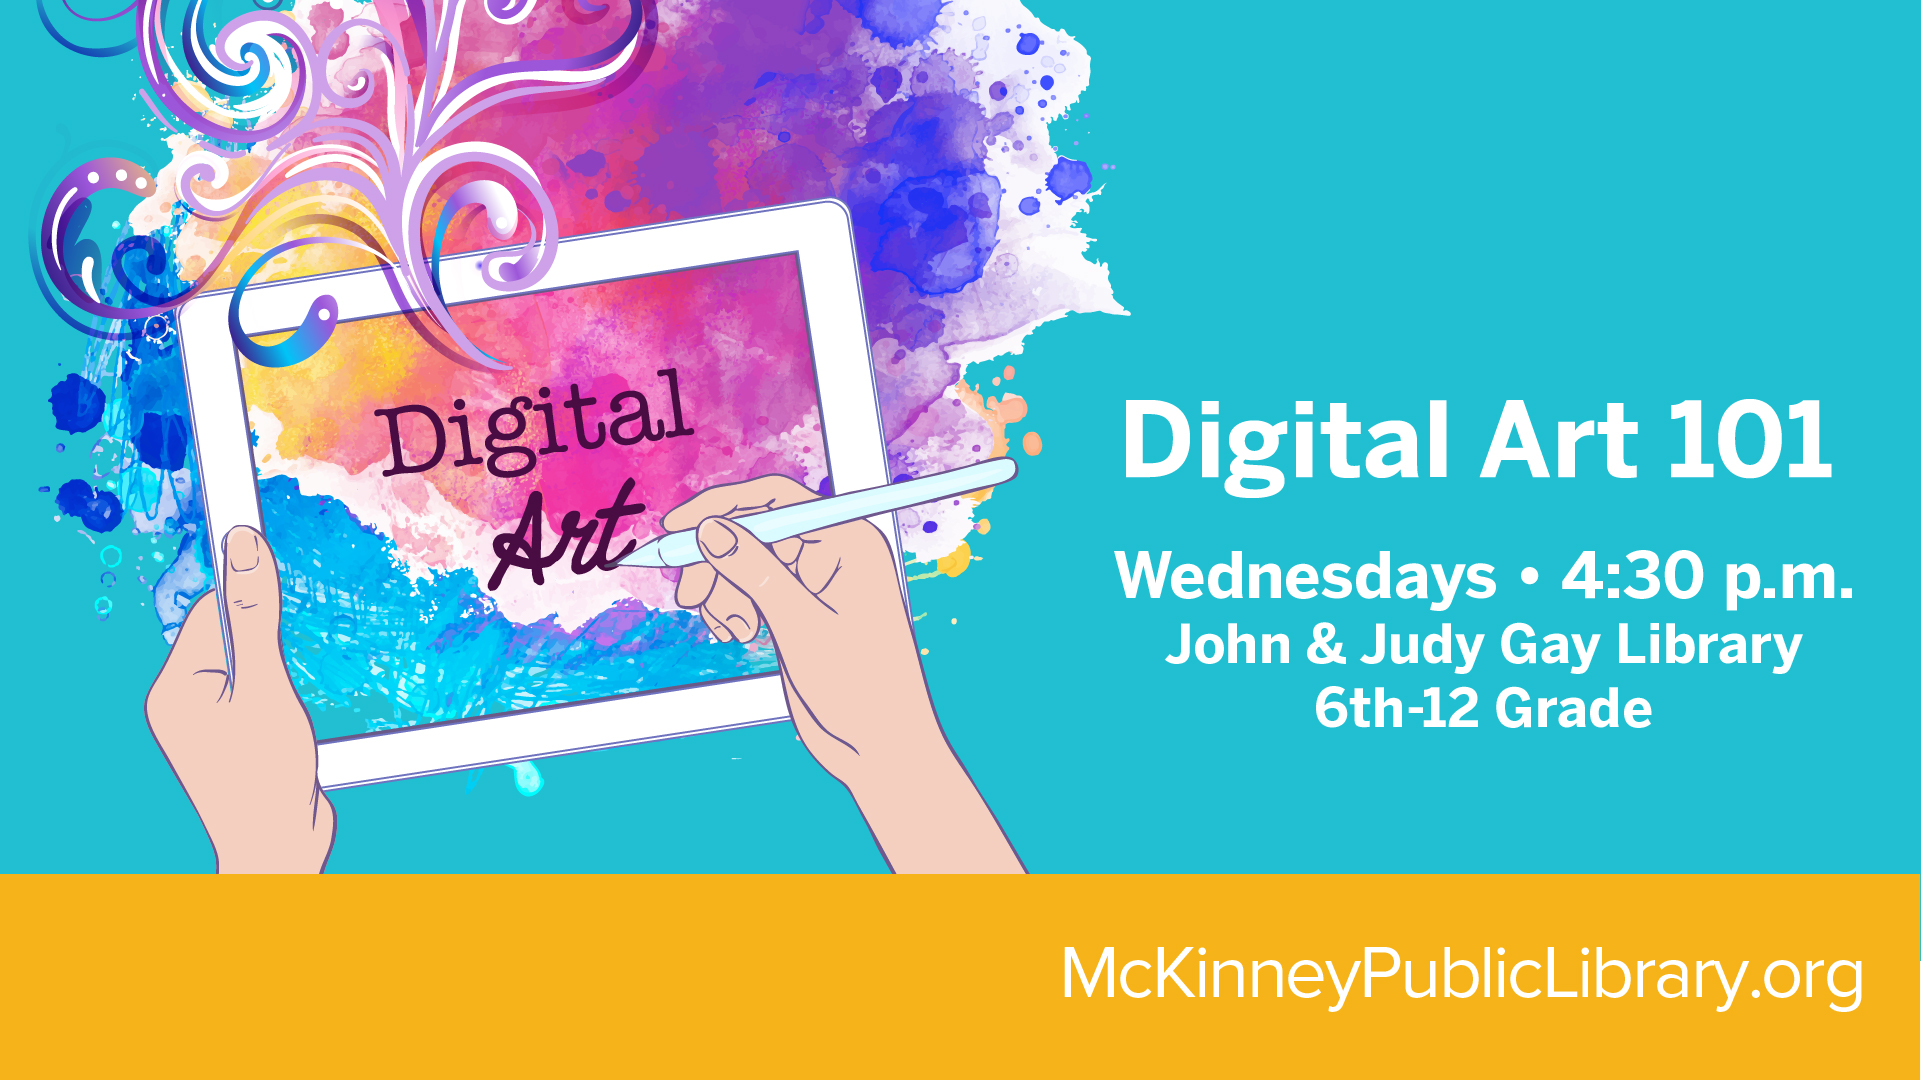 Digital
Art
Digital Art 101
Wednesdays • 4:30 p.m.
John & Judy Gay Library
6th-12 Grade
McKinneyPublicLibrary.org